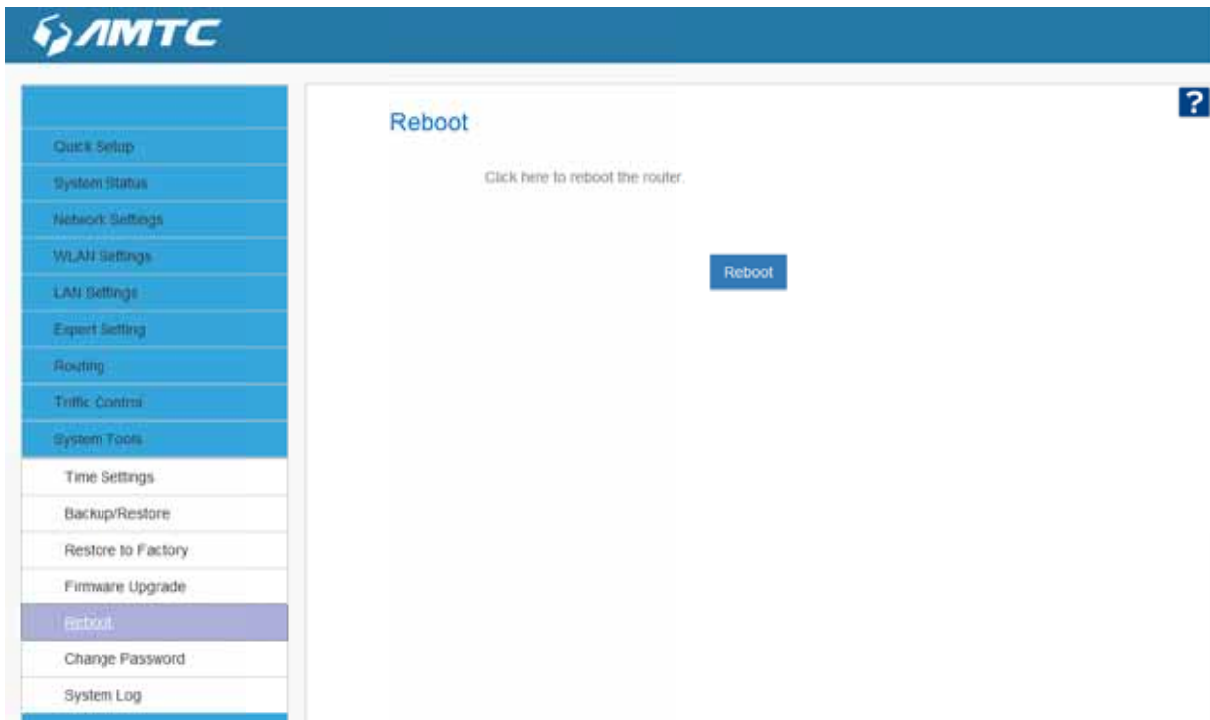 AMTC
?
Quick Setup
System Status
Network Settings
WLAN Settings
LAN Settings
Expert Setting
Routing
Triffic Control
System Tools
Time Settings
Backup/Restore
Restore to Factory
Firmware Upgrade
Reboot
Change Password
System Log
Reboot
Click here to reboot the router.
Reboot